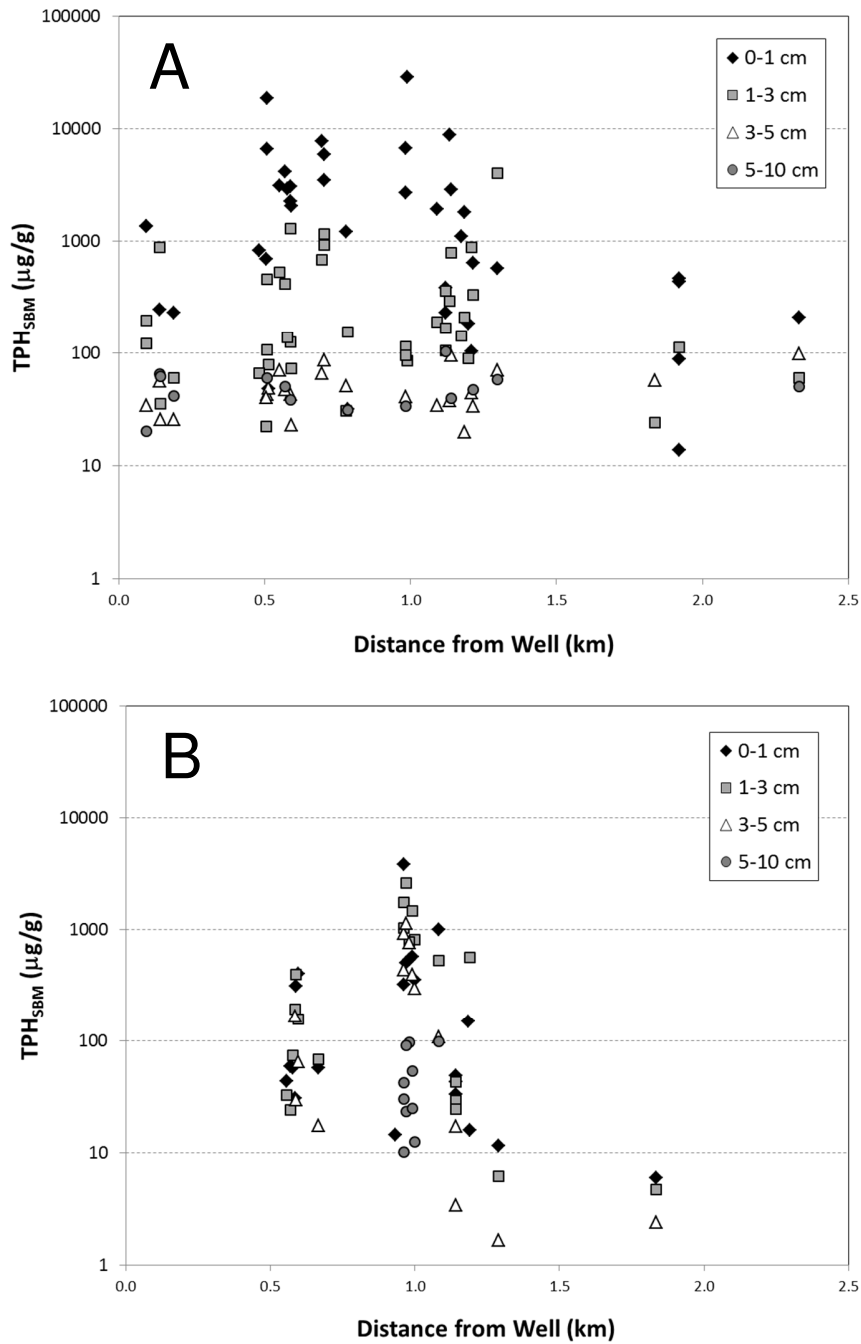 A
100000
10000
1000
100
10
1
TPHSBM (µg/g)
0-1 cm
1-3 cm
3-5 cm
5-10 cm
0.0 0.5 1.0 1.5 2.0 2.5
Distance from Well (km)
B
100000
10000
1000
100
10
1
TPHSBM (µg/g)
0-1 cm
1-3 cm
3-5 cm
5-10 cm
0.0 0.5 1.0 1.5 2.0 2.5
Distance from Well (km)